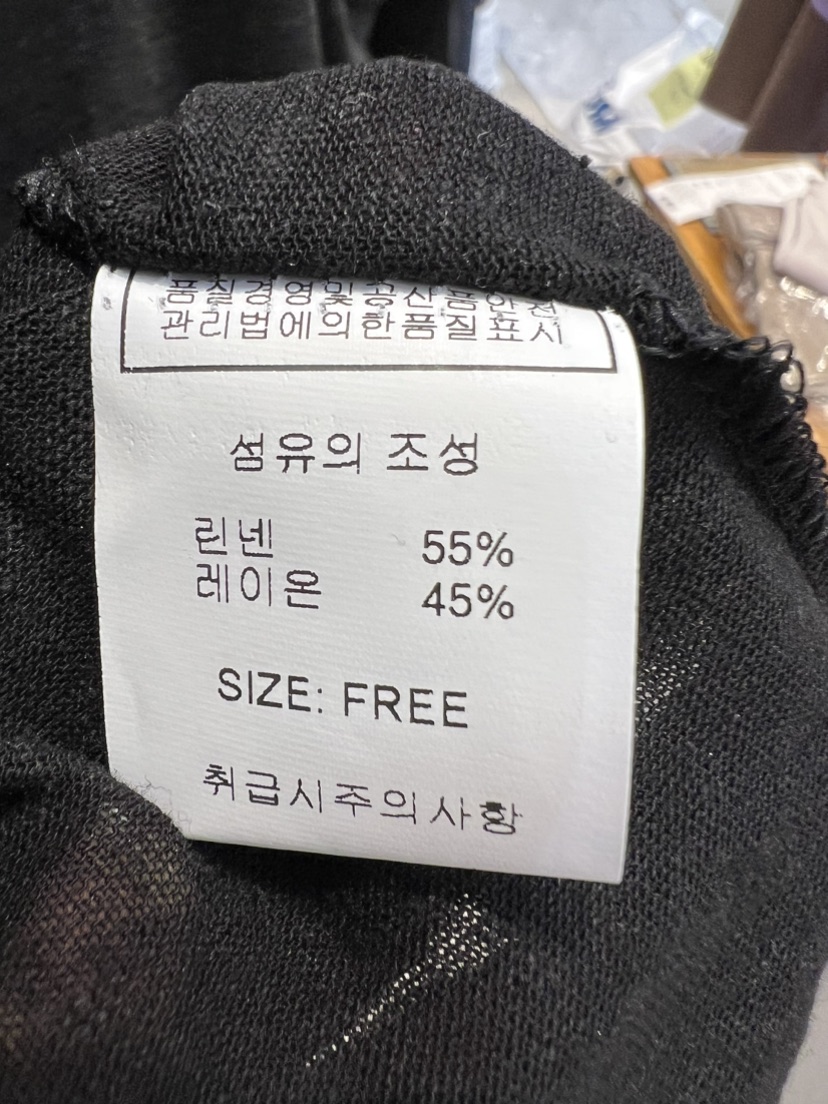 품질경영및공산품안전
관리법에의한품질표시
섬유의 조성
린넨 55%
레이온 45%
SIZE: FREE
취급시주의사항